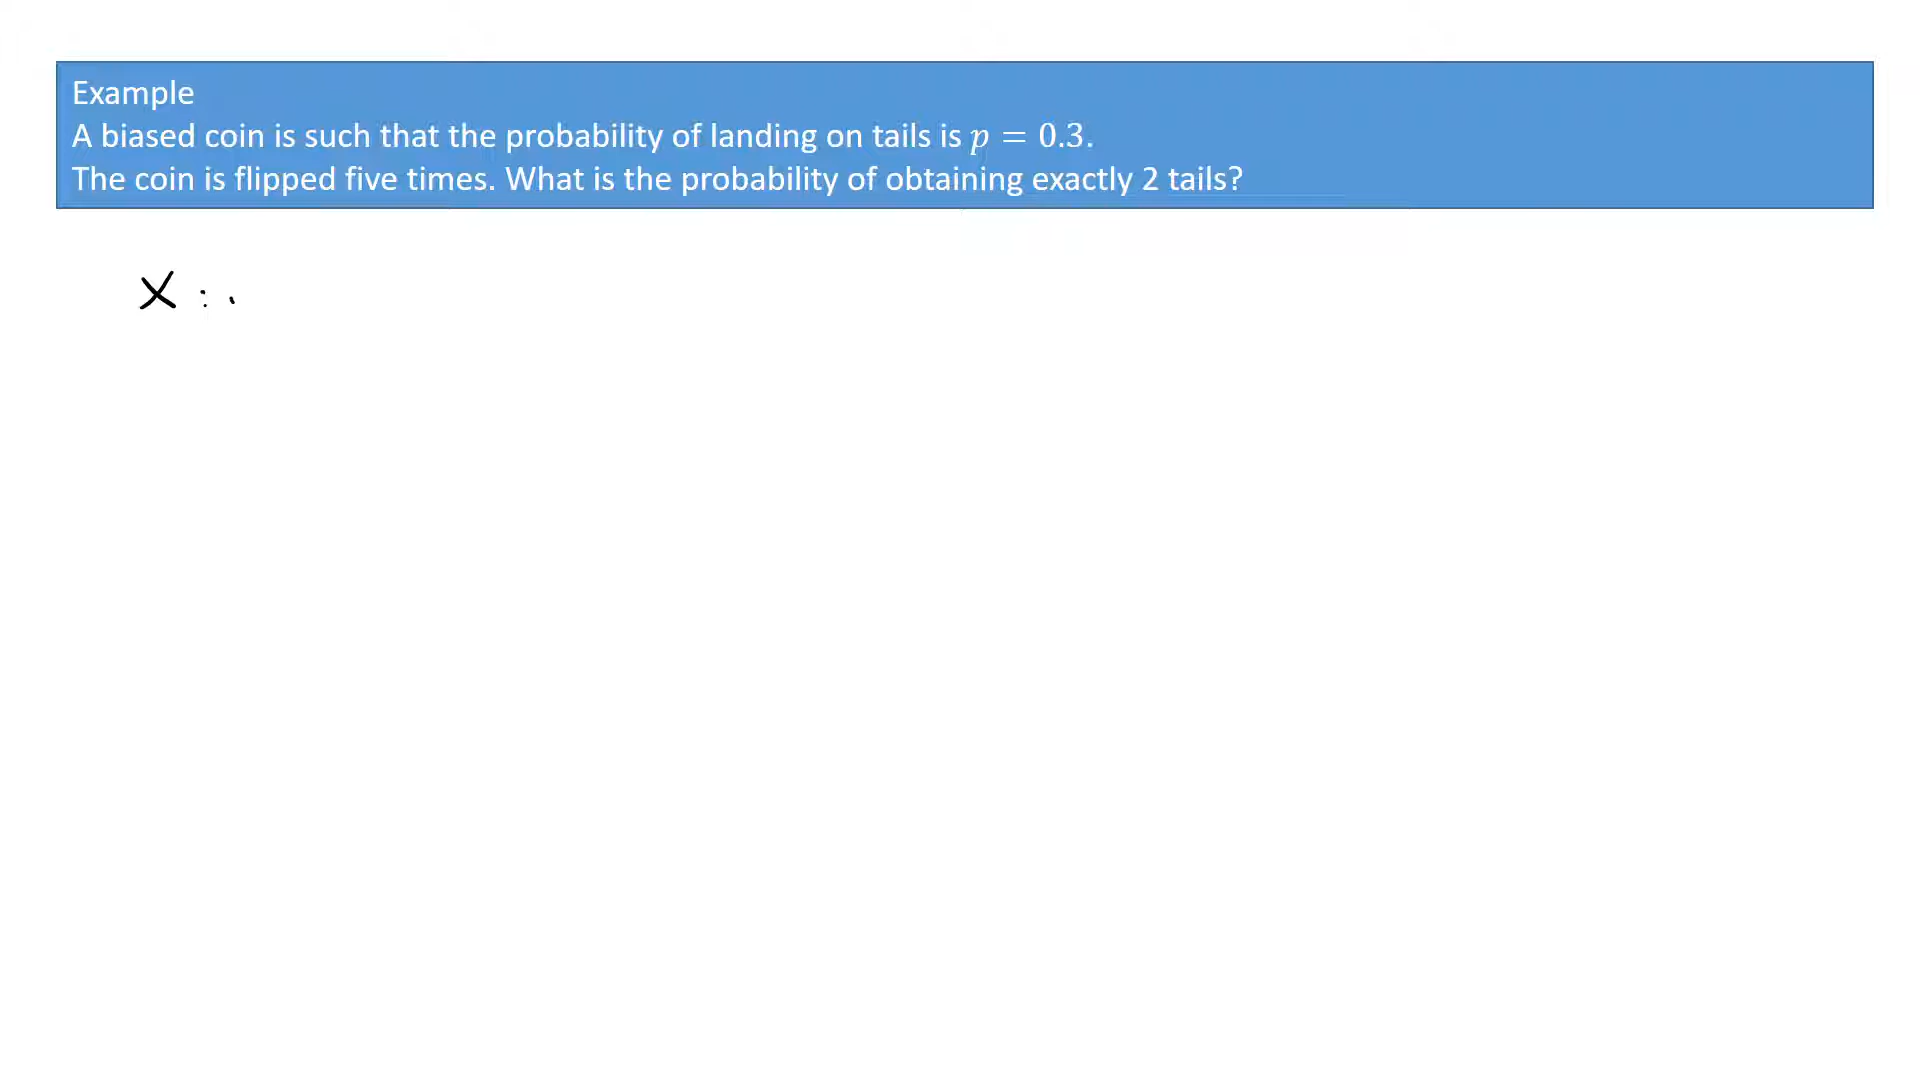 Example
A biased coin is such that the probability of landing on tails is p = 0.3.
The coin is flipped five times. What is the probability of obtaining exactly 2 tails?
X :